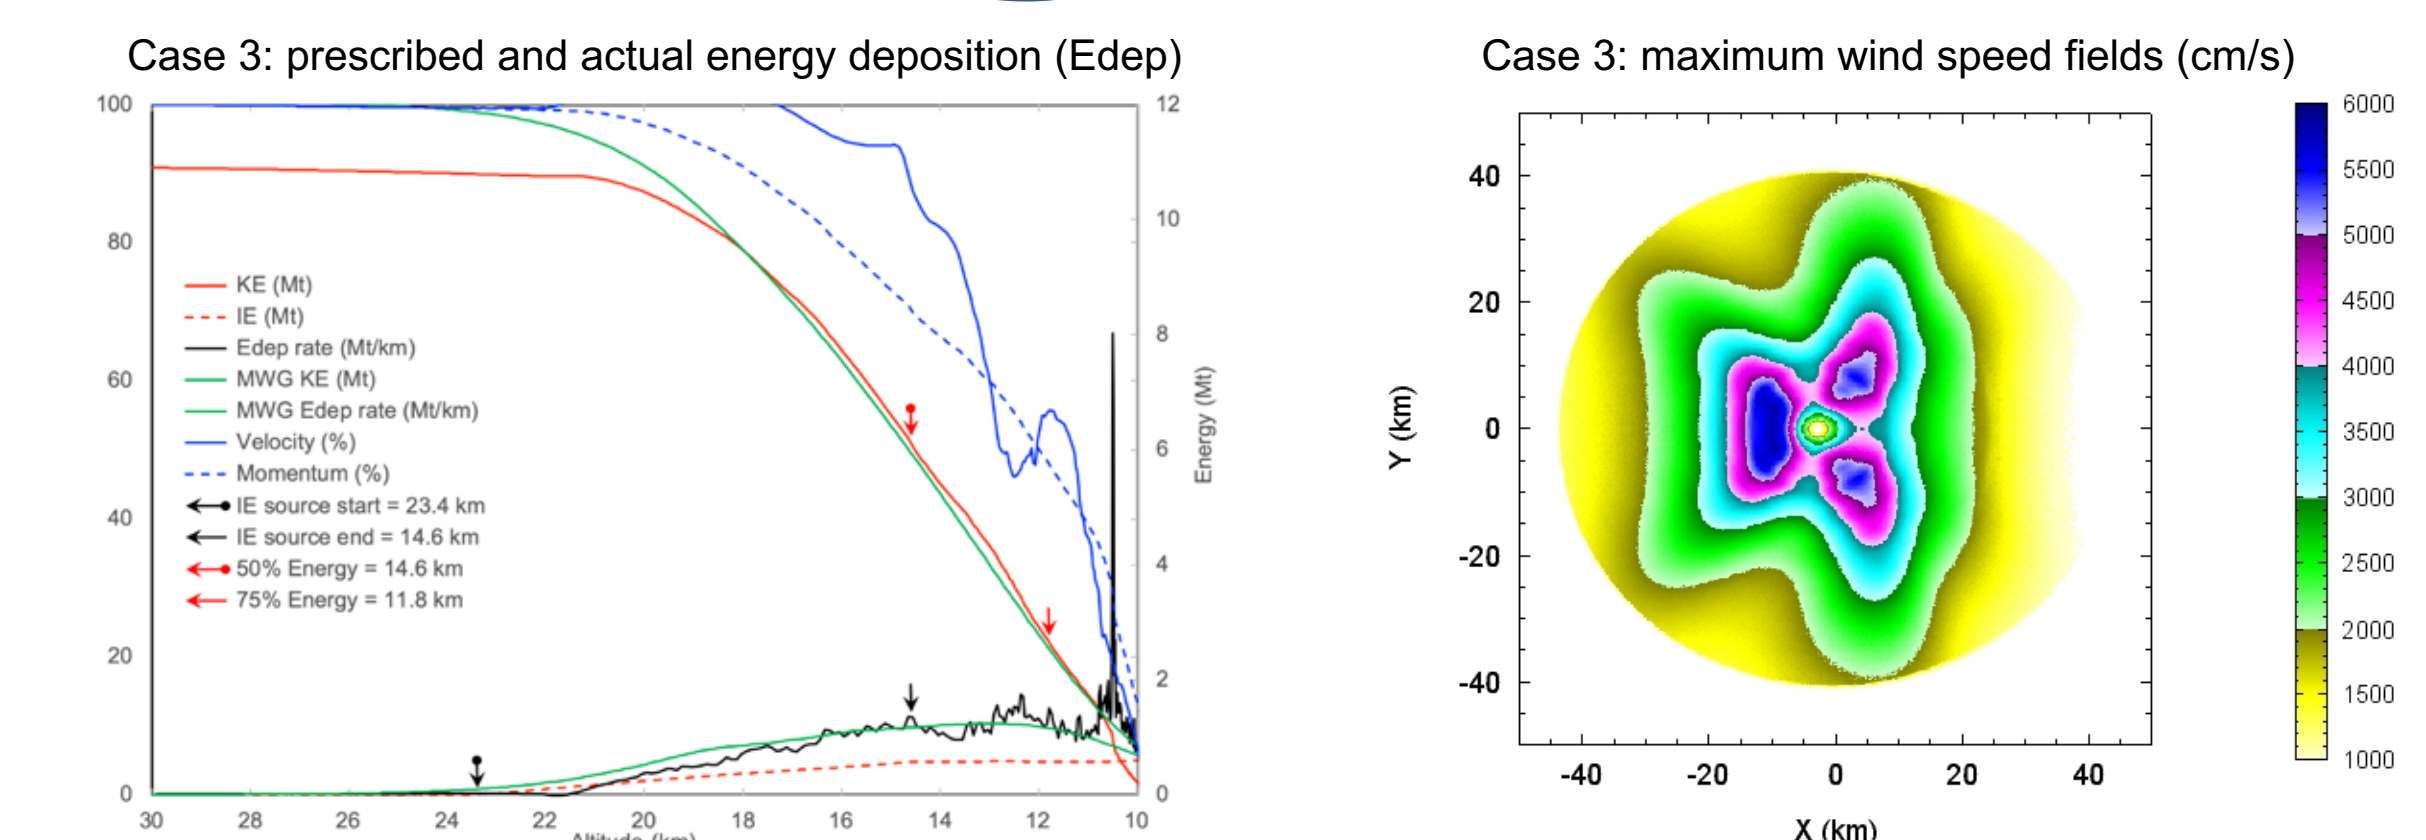 Case 3: prescribed and actual energy deposition (Edep)
100
80
60
40
20
0
KE (Mt)
IE (Mt)
Edep rate (Mt/km)
MWG KE (Mt)
MWG Edep rate (Mt/km)
Velocity (%)
Momentum (%)
IE source start = 23.4 km
IE source end = 14.6 km
50% Energy = 14.6 km
75% Energy = 11.8 km
12
10
8
6
4
2
0
Energy (Mt)
30 28 26 24 22 20 18 16 14 12 10
Altitude (km)
Case 3: maximum wind speed fields (cm/s)
Y (km)
40
20
0
-20
-40
-40 -20 0 20 40
X (km)
6000
5500
5000
4500
4000
3500
3000
2500
2000
1500
1000